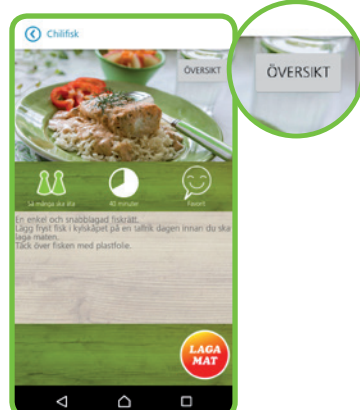 Chilifisk
ÖVERSIKT
ÖVERSIKT
Så många ska äta
40 minuter
Favorit
En enkel och snabblagad fiskrätt.
Lägg fryst fisk i kylskåpet på en tallrik dagen innan du ska
laga maten.
Täck över fisken med plastfolie.
LAGA
MAT